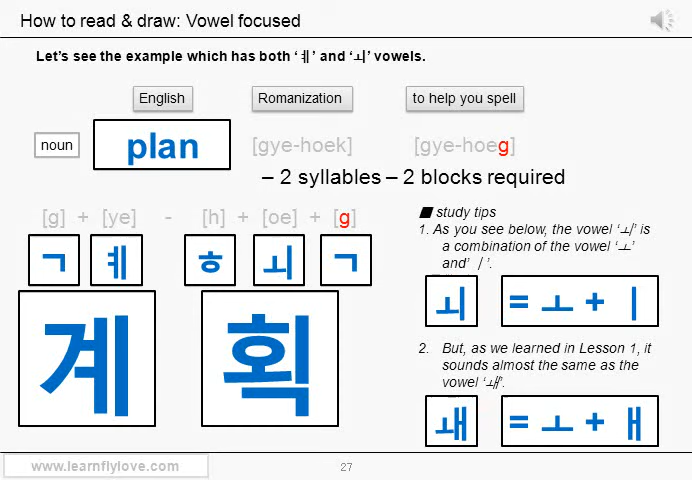 How to read & draw: Vowel focused
Let's see the example which has both 'ㅖ' and 'ㅚ' vowels.
English
Romanization
to help you spell
noun
plan
[gye-hoek]
[gye-hoeg]
– 2 syllables – 2 blocks required
[g] + [ye] - [h] + [oe] + [g]
ㄱ ㅖ ㅎ ㅚ ㄱ
계 획
■ study tips
1. As you see below, the vowel 'ㅚ' is
a combination of the vowel 'ㅗ'
and' ㅣ'.
ㅚ = ㅗ + ㅣ
2. But, as we learned in Lesson 1, it
sounds almost the same as the
vowel 'ㅙ'.
ㅙ = ㅗ + ㅐ
www.learnflylove.com
27